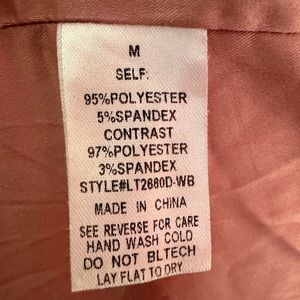 M
SELF:
95%POLYESTER
5%SPANDEX
CONTRAST
97%POLYESTER
3%SPANDEX
STYLE#LT2680D-WB
MADE IN CHINA
SEE REVERSE FOR CARE
HAND WASH COLD
DO NOT BLTECH
LAY FLAT TO DRY